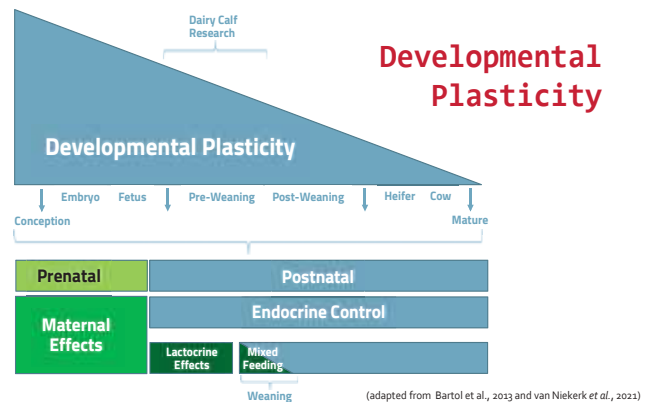 Dairy Calf
Research
Developmental
Plasticity
Developmental Plasticity
Embryo Fetus Pre-Weaning Post-Weaning Heifer Cow
Conception Mature
Prenatal Postnatal
Maternal
Effects
Endocrine Control
Lactocrine
Effects
Mixed
Feeding
Weaning
(adapted from Bartol et al., 2013 and van Niekerk et al., 2021)